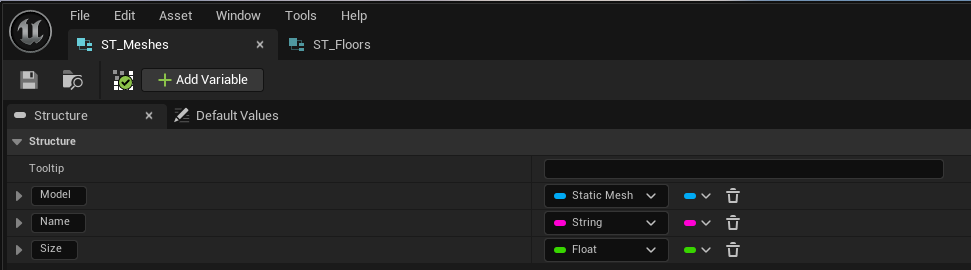 File Edit Asset Window Tools Help
ST_Meshes ST_Floors
Add Variable
Structure Default Values
Structure
Tooltip
Model Static Mesh
Name String
Size Float